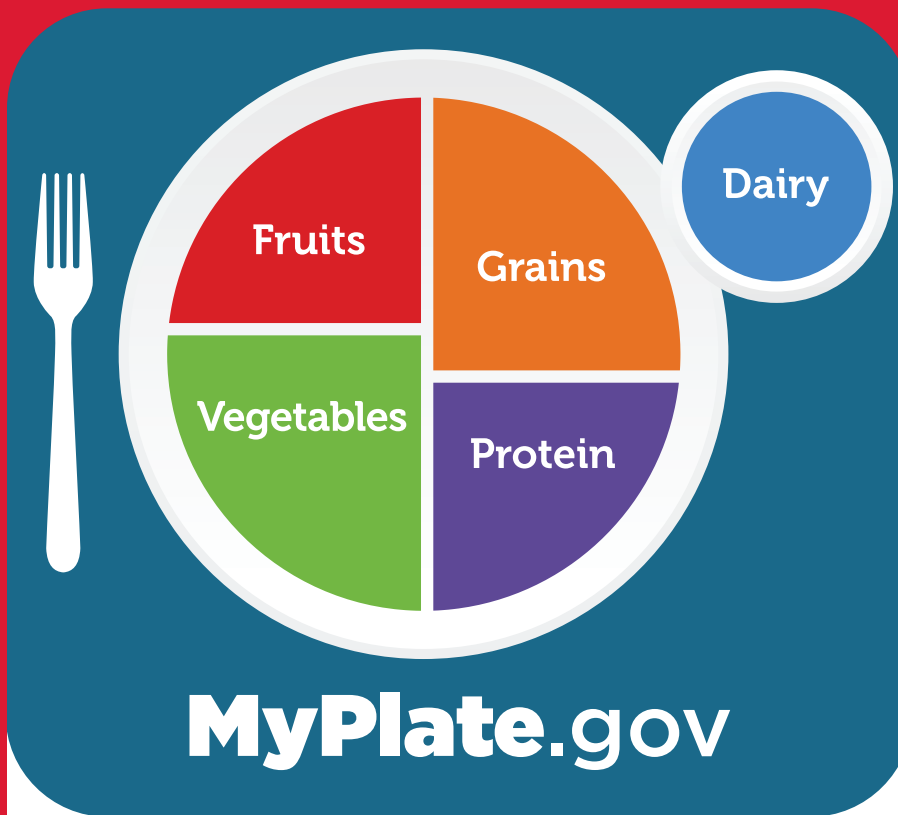 Fruits
Grains
Dairy
Vegetables
Protein
MyPlate.gov